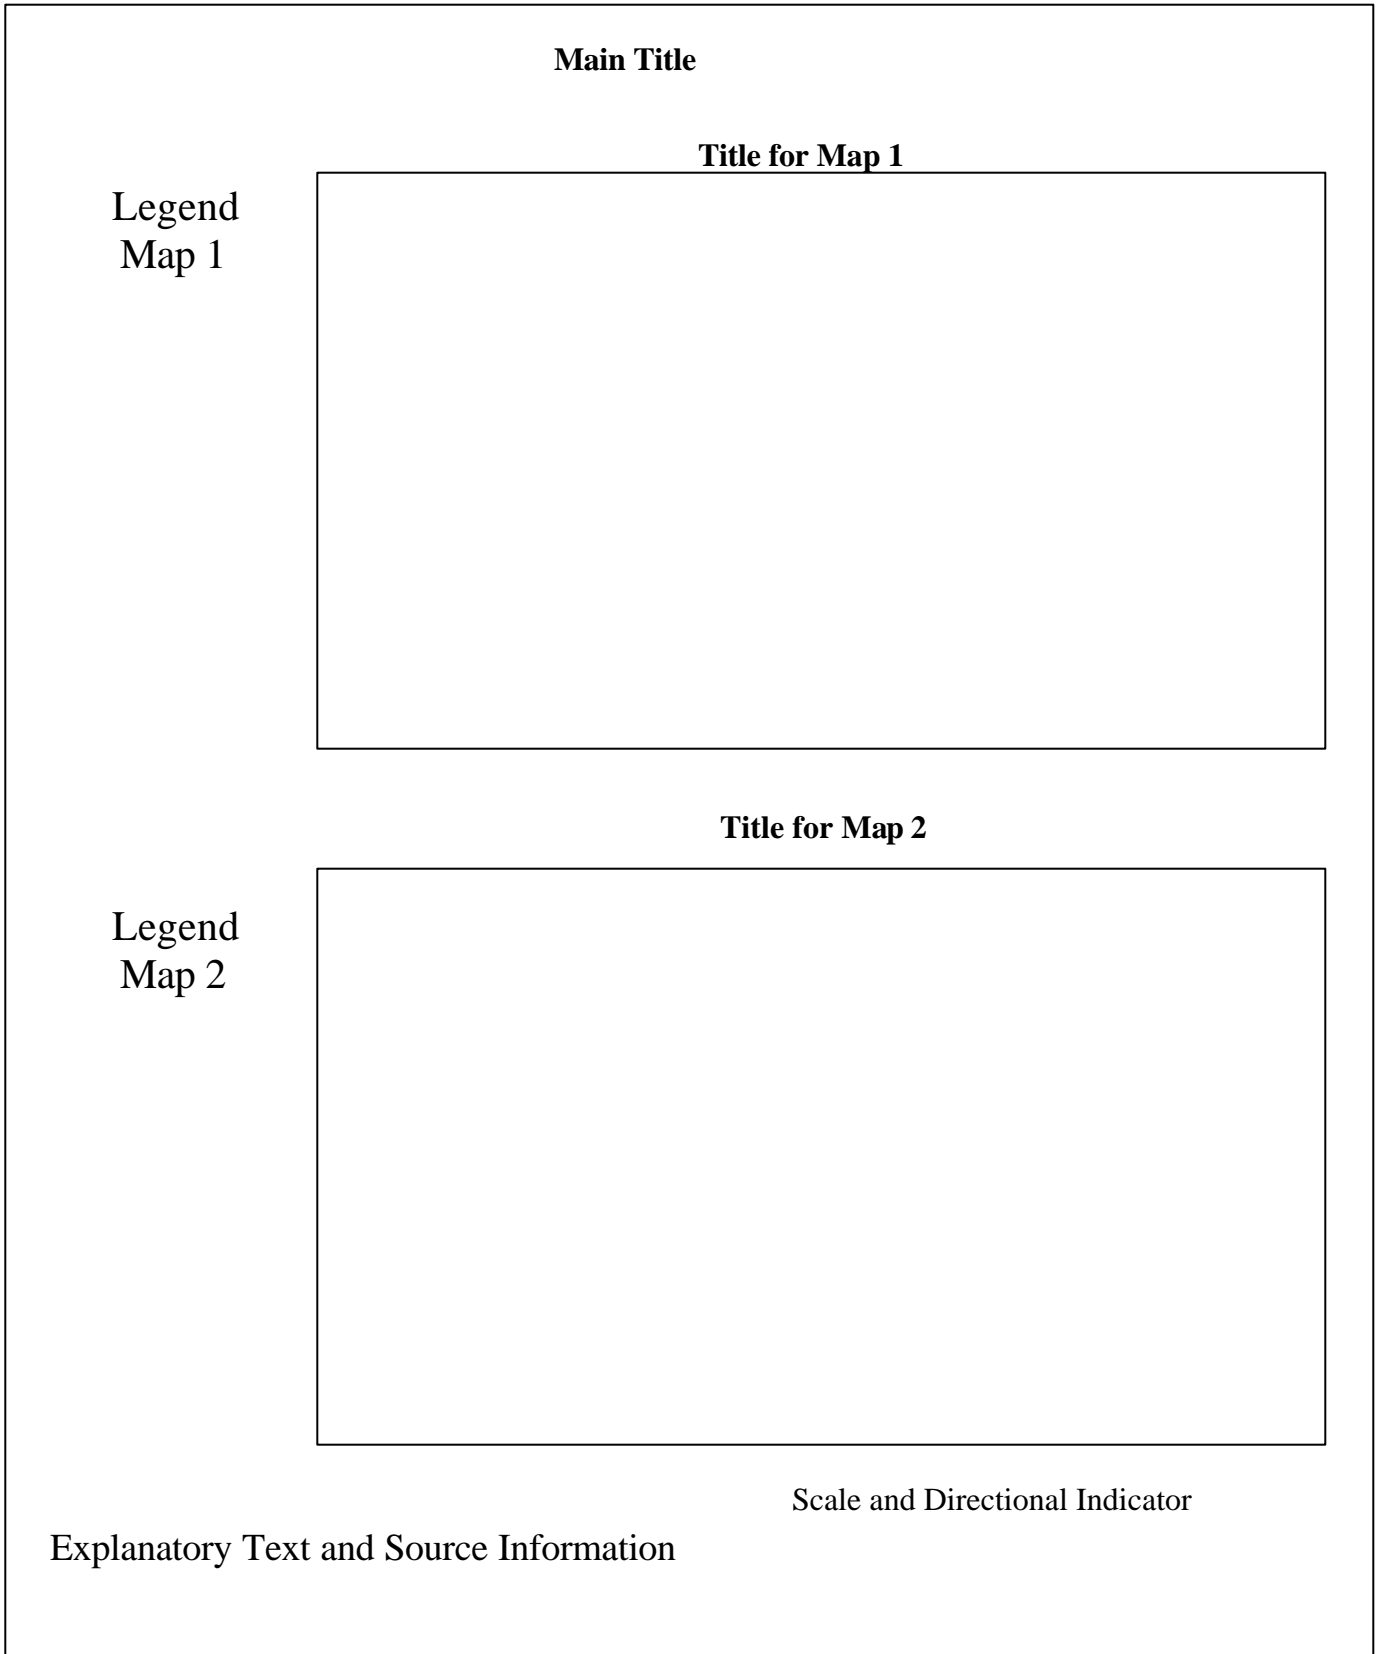 Main Title
Title for Map 1
Legend
Map 1
Title for Map 2
Legend
Map 2
Scale and Directional Indicator
Explanatory Text and Source Information